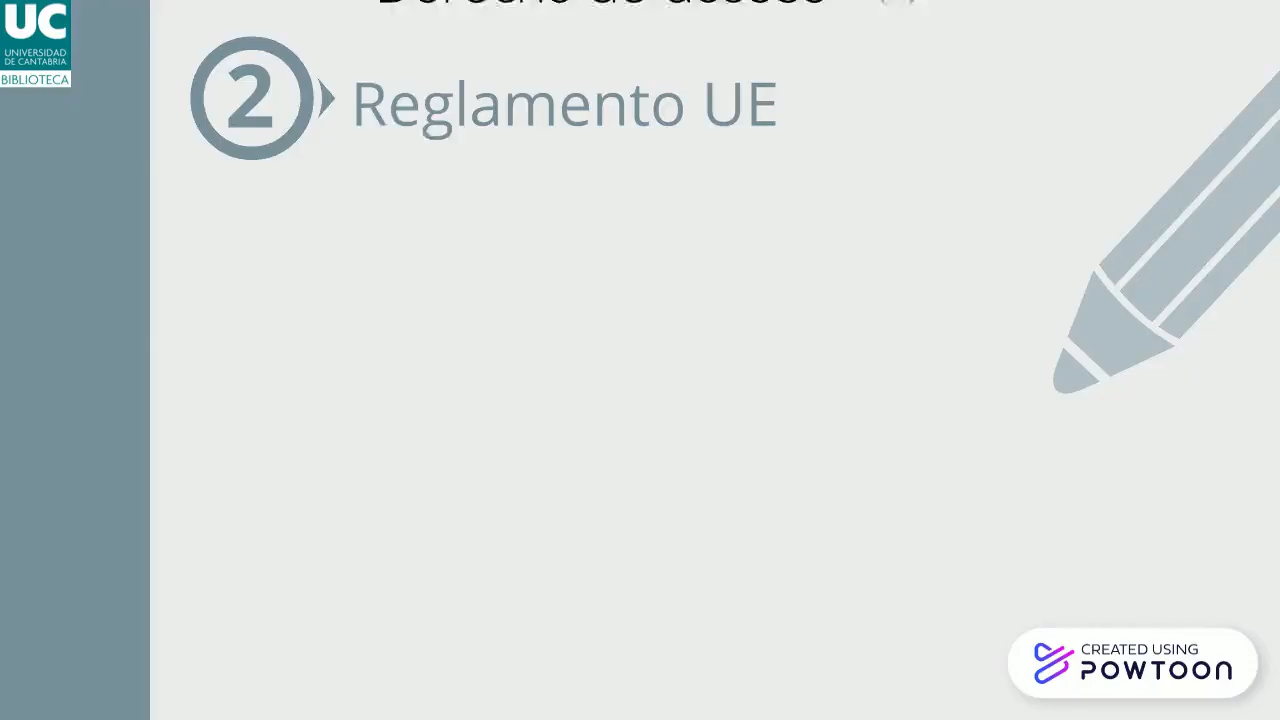 UC
UNIVERSIDAD
DE CANTABRIA
BIBLIOTECA
2
Reglamento UE
CREATED USING
POWTOON